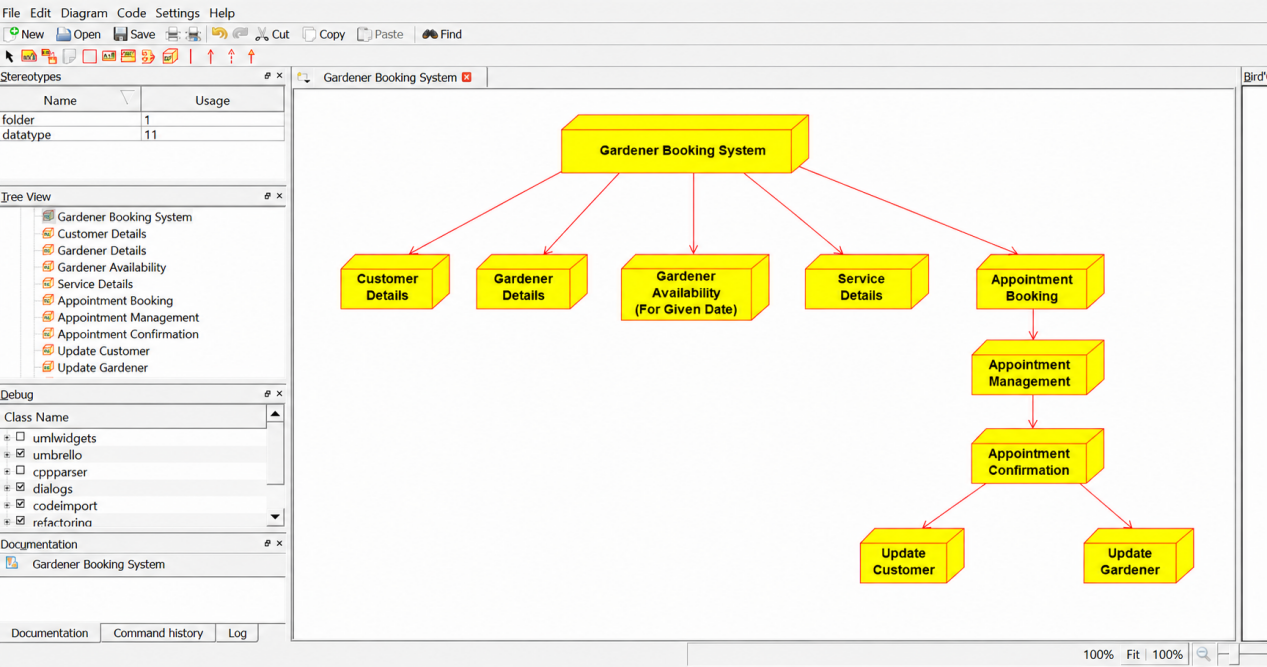 File Edit Diagram Code Settings Help
New Open Save Cut Copy Paste Find
Stereotypes
Name Usage
folder 1
datatype 11
Tree View
Gardener Booking System
Customer Details
Gardener Details
Gardener Availability
Service Details
Appointment Booking
Appointment Management
Appointment Confirmation
Update Customer
Update Gardener
Debug
Class Name
umlwidgets
umbrello
cppparser
dialogs
codeimport
refactoring
Documentation
Gardener Booking System
Documentation Command history Log
Gardener Booking System
Gardener Booking System
Customer
Details
Gardener
Details
Gardener
Availability
(For Given Date)
Service
Details
Appointment
Booking
Appointment
Management
Appointment
Confirmation
Update
Customer
Update
Gardener
Bird'
100% Fit 100%